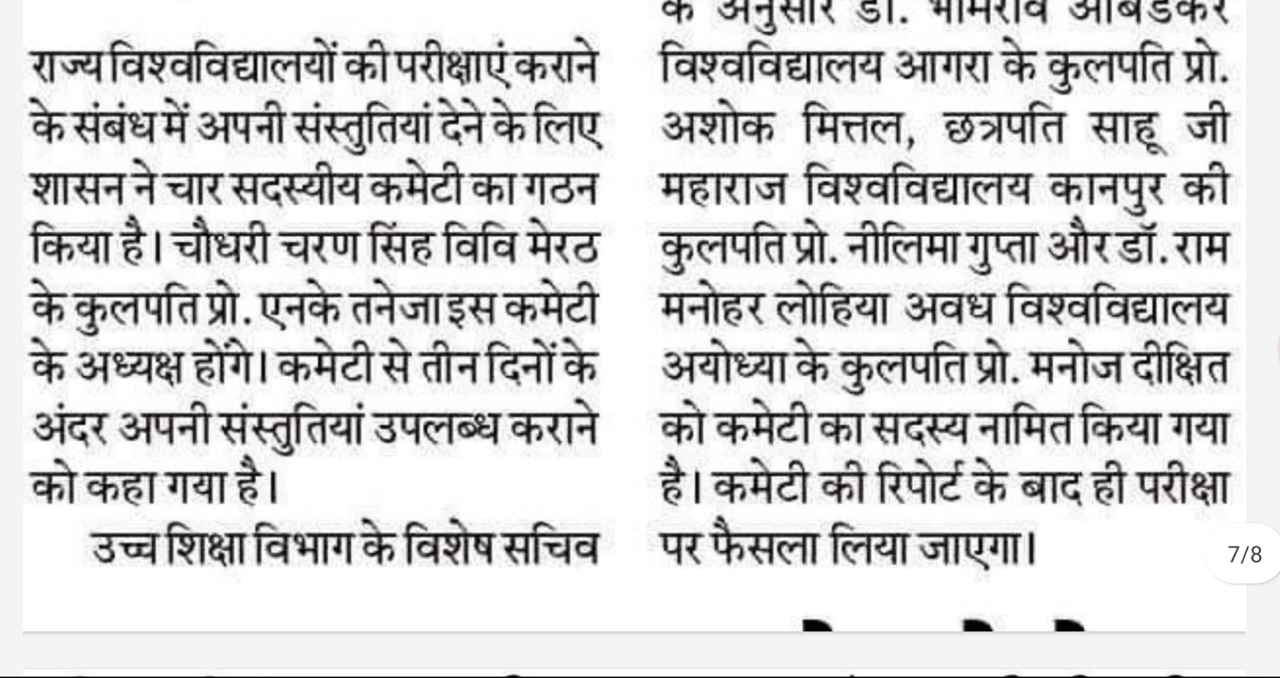 राज्य विश्वविद्यालयों की परीक्षाएं कराने
के संबंध में अपनी संस्तुतियां देने के लिए
शासन ने चार सदस्यीय कमेटी का गठन
किया है। चौधरी चरण सिंह विवि मेरठ
के कुलपति प्रो. एनके तनेजा इस कमेटी
के अध्यक्ष होंगे। कमेटी से तीन दिनों के
अंदर अपनी संस्तुतियां उपलब्ध कराने
को कहा गया है।
उच्च शिक्षा विभाग के विशेष सचिव
के अनुसार डॉ. भीमराव आंबेडकर
विश्वविद्यालय आगरा के कुलपति प्रो.
अशोक मित्तल, छत्रपति साहू जी
महाराज विश्वविद्यालय कानपुर की
कुलपति प्रो. नीलिमा गुप्ता और डॉ. राम
मनोहर लोहिया अवध विश्वविद्यालय
अयोध्या के कुलपति प्रो. मनोज दीक्षित
को कमेटी का सदस्य नामित किया गया
है। कमेटी की रिपोर्ट के बाद ही परीक्षा
पर फैसला लिया जाएगा।
7/8